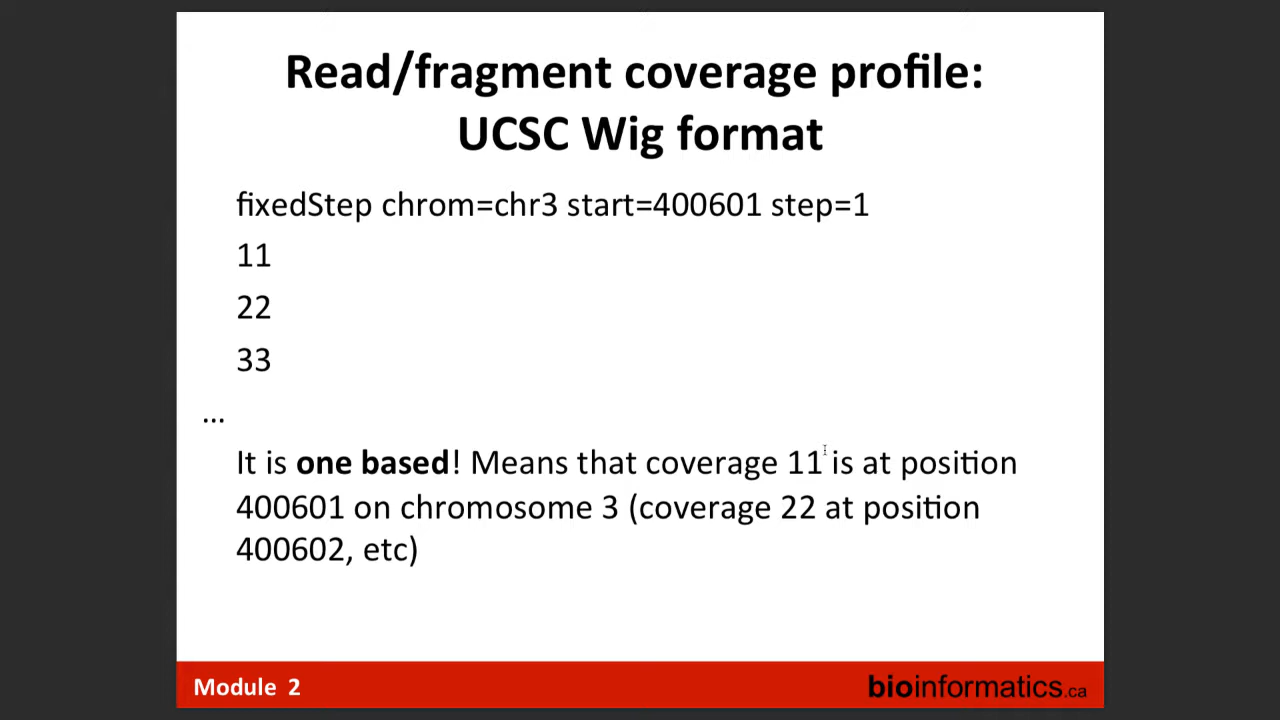 Read/fragment coverage profile:
UCSC Wig format
fixedStep chrom=chr3 start=400601 step=1
11
22
33
...
It is one based! Means that coverage 11 is at position
400601 on chromosome 3 (coverage 22 at position
400602, etc)
Module 2
bioinformatics.ca